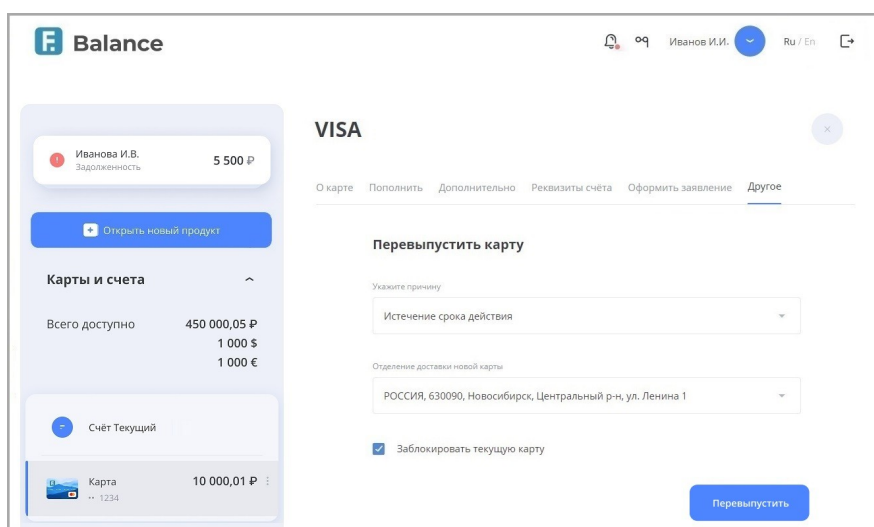 Balance
Иванов И.И.
Ru / En
Иванова И.В.
Задолженность
5 500 ₽
Открыть новый продукт
Карты и счета
Всего доступно
450 000,05 ₽
1 000 $
1 000 €
Счёт Текущий
Карта
10 000,01 ₽
·· 1234
VISA
О карте Пополнить Дополнительно Реквизиты счёта Оформить заявление Другое
Перевыпустить карту
Укажите причину
Истечение срока действия
Отделение доставки новой карты
РОССИЯ, 630090, Новосибирск, Центральный р-н, ул. Ленина 1
Заблокировать текущую карту
Перевыпустить